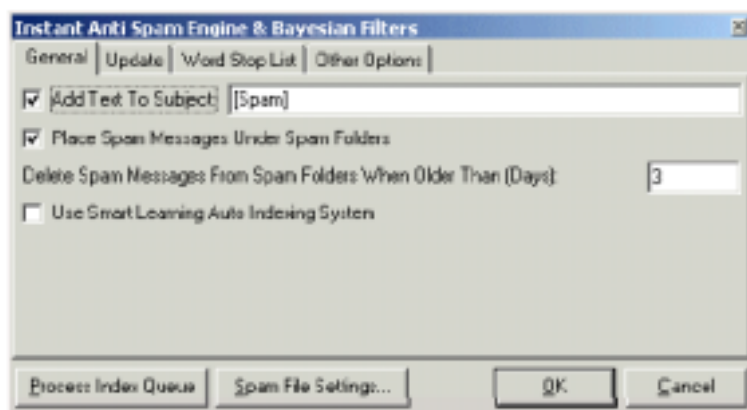 Instant Anti Spam Engine & Bayesian Filters
General Update Word Stop List Other Options
Add Text To Subject: [Spam]
Place Spam Messages Under Spam Folders
Delete Spam Messages From Spam Folders When Older Than (Days): 3
Use Smart Learning Auto Indexing System
Process Index Queue Spam File Settings... OK Cancel